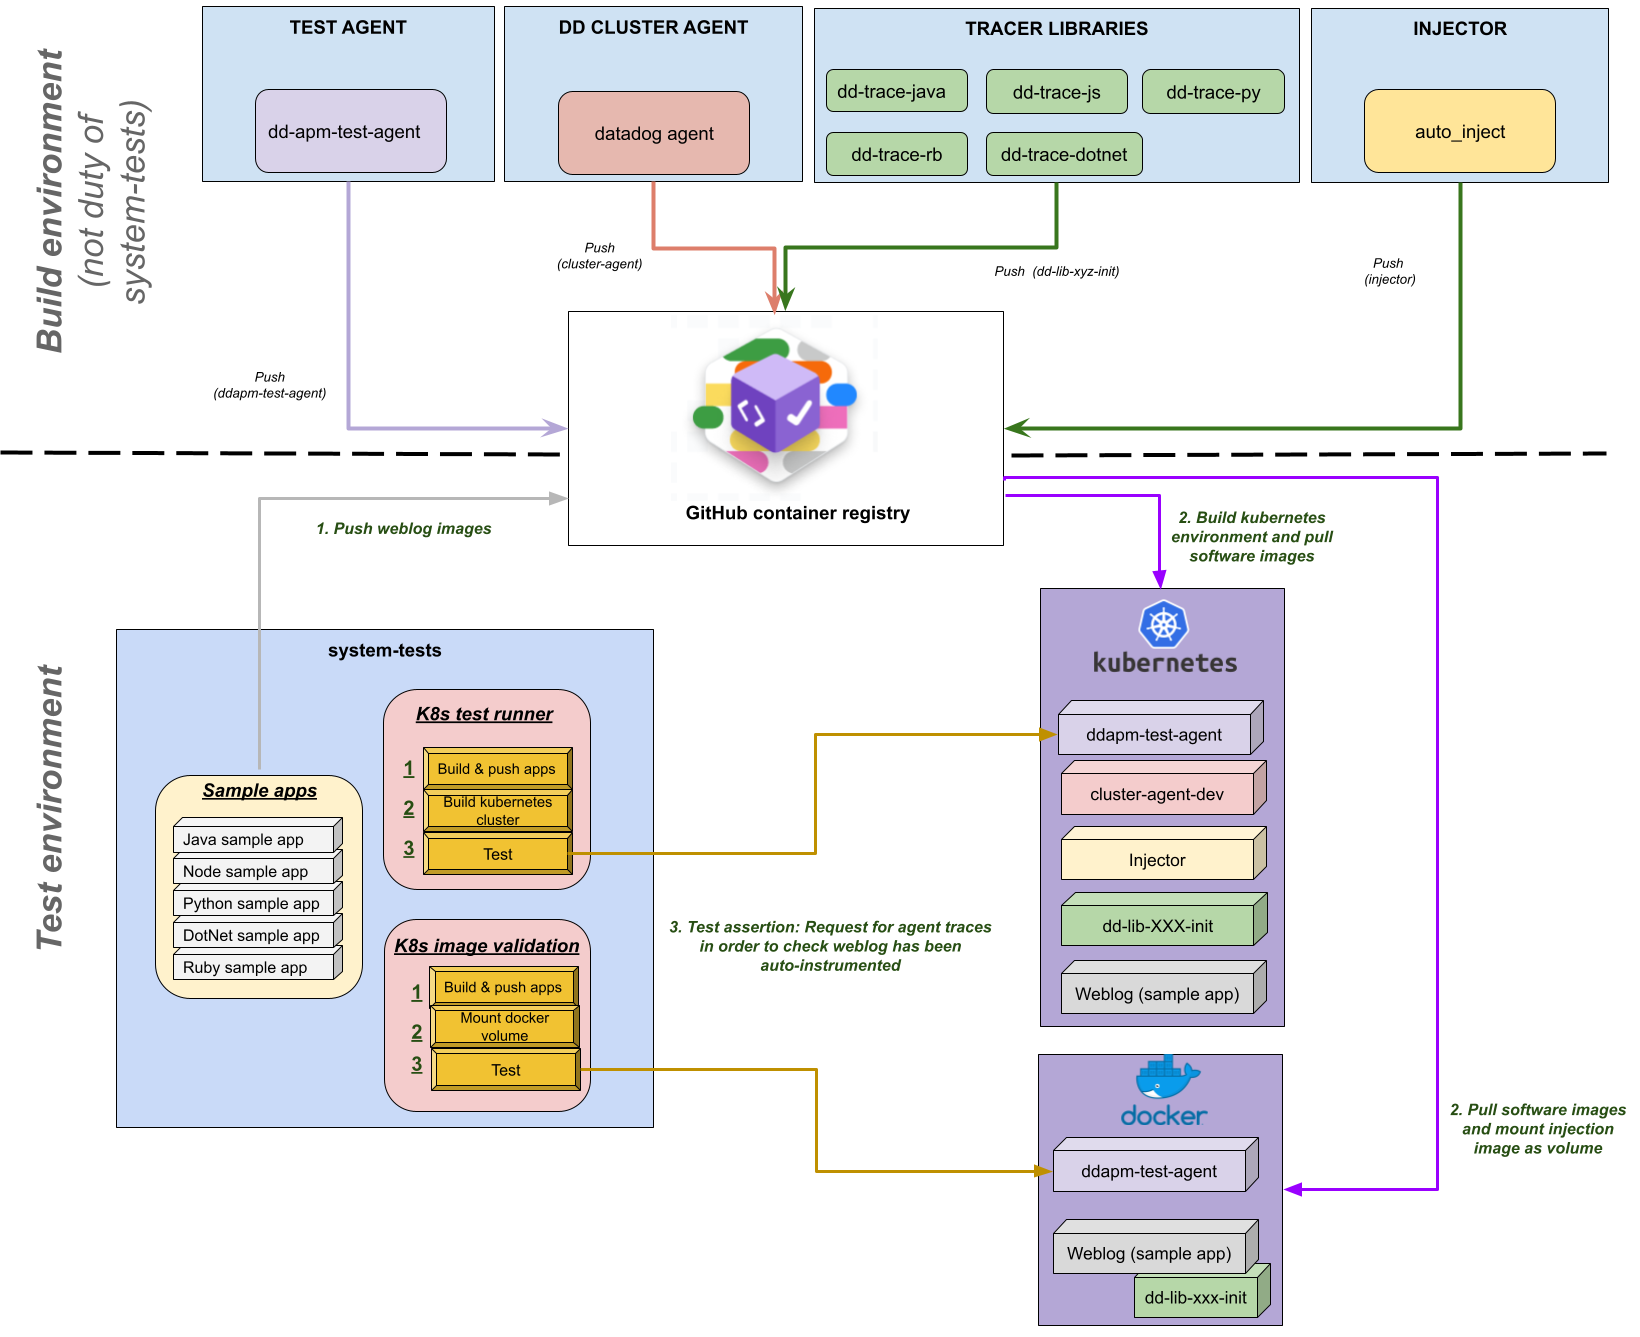 TEST AGENT
dd-apm-test-agent
DD CLUSTER AGENT
datadog agent
TRACER LIBRARIES
dd-trace-java
dd-trace-js
dd-trace-py
dd-trace-rb
dd-trace-dotnet
INJECTOR
auto_inject
Build environment
(not duty of
system-tests)
Push
(cluster-agent)
Push (dd-lib-xyz-init)
Push
(injector)
Push
(ddapm-test-agent)
GitHub container registry
1. Push weblog images
2. Build kubernetes
environment and pull
software images
Test environment
system-tests
Sample apps
Java sample app
Node sample app
Python sample app
DotNet sample app
Ruby sample app
K8s test runner
1
Build & push apps
2
Build kubernetes
cluster
3
Test
K8s image validation
1
Build & push apps
2
Mount docker
volume
3
Test
3. Test assertion: Request for agent traces
in order to check weblog has been
auto-instrumented
kubernetes
ddapm-test-agent
cluster-agent-dev
Injector
dd-lib-XXX-init
Weblog (sample app)
docker
ddapm-test-agent
Weblog (sample app)
dd-lib-xxx-init
2. Pull software images
and mount injection
image as volume